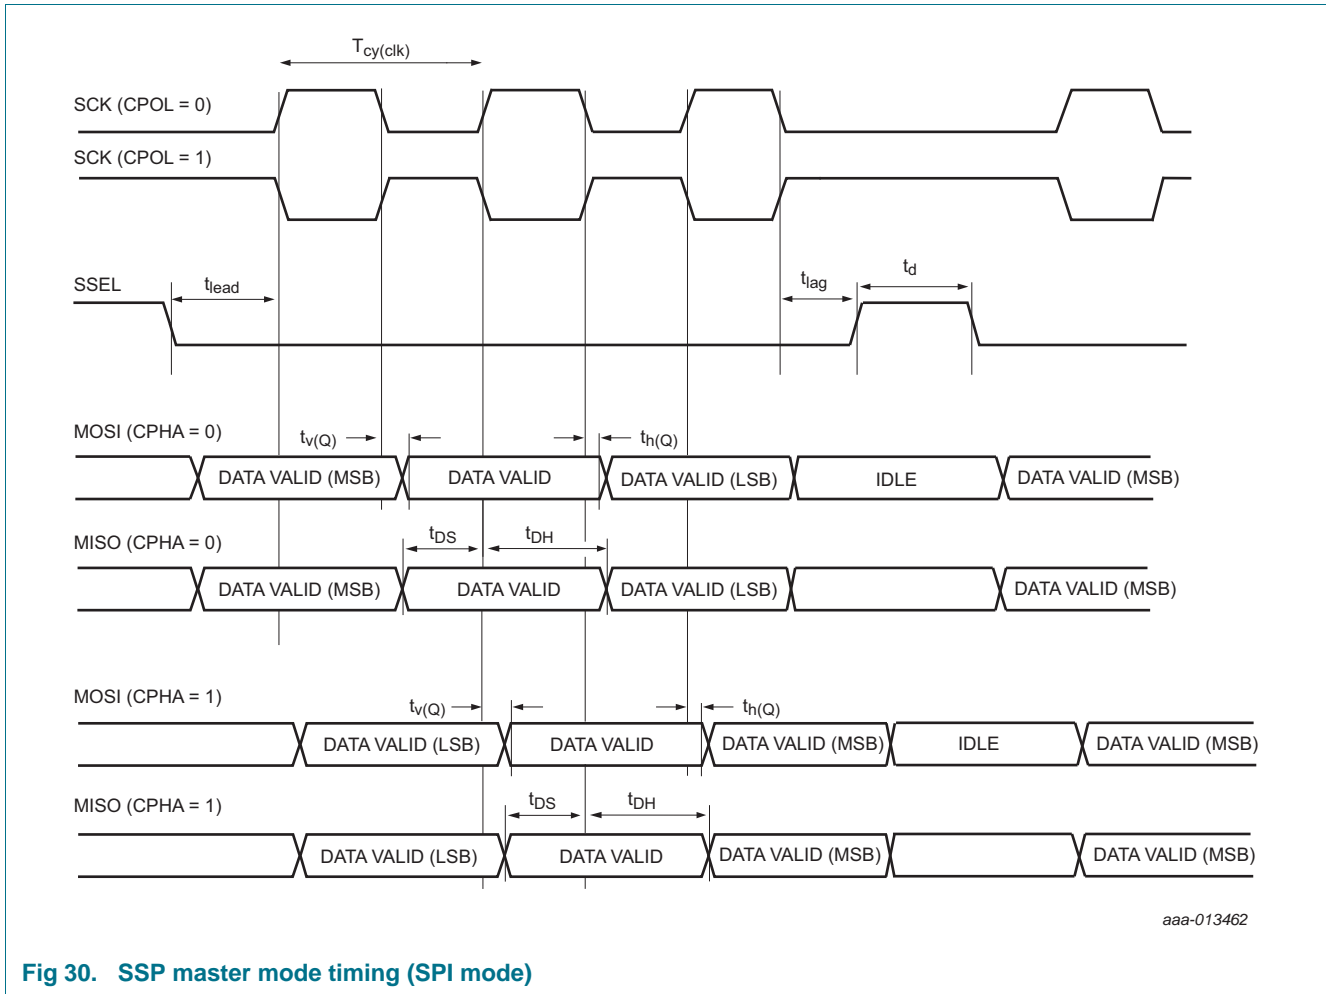 Tcy(clk)
SCK (CPOL = 0)
SCK (CPOL = 1)
SSEL
tlead
tlag
td
MOSI (CPHA = 0)
tv(Q)
th(Q)
DATA VALID (MSB)
DATA VALID
DATA VALID (LSB)
IDLE
DATA VALID (MSB)
MISO (CPHA = 0)
tDS
tDH
DATA VALID (MSB)
DATA VALID
DATA VALID (LSB)
DATA VALID (MSB)
MOSI (CPHA = 1)
tv(Q)
th(Q)
DATA VALID (LSB)
DATA VALID
DATA VALID (MSB)
IDLE
DATA VALID (MSB)
MISO (CPHA = 1)
tDS
tDH
DATA VALID (LSB)
DATA VALID
DATA VALID (MSB)
DATA VALID (MSB)
aaa-013462
Fig 30. SSP master mode timing (SPI mode)